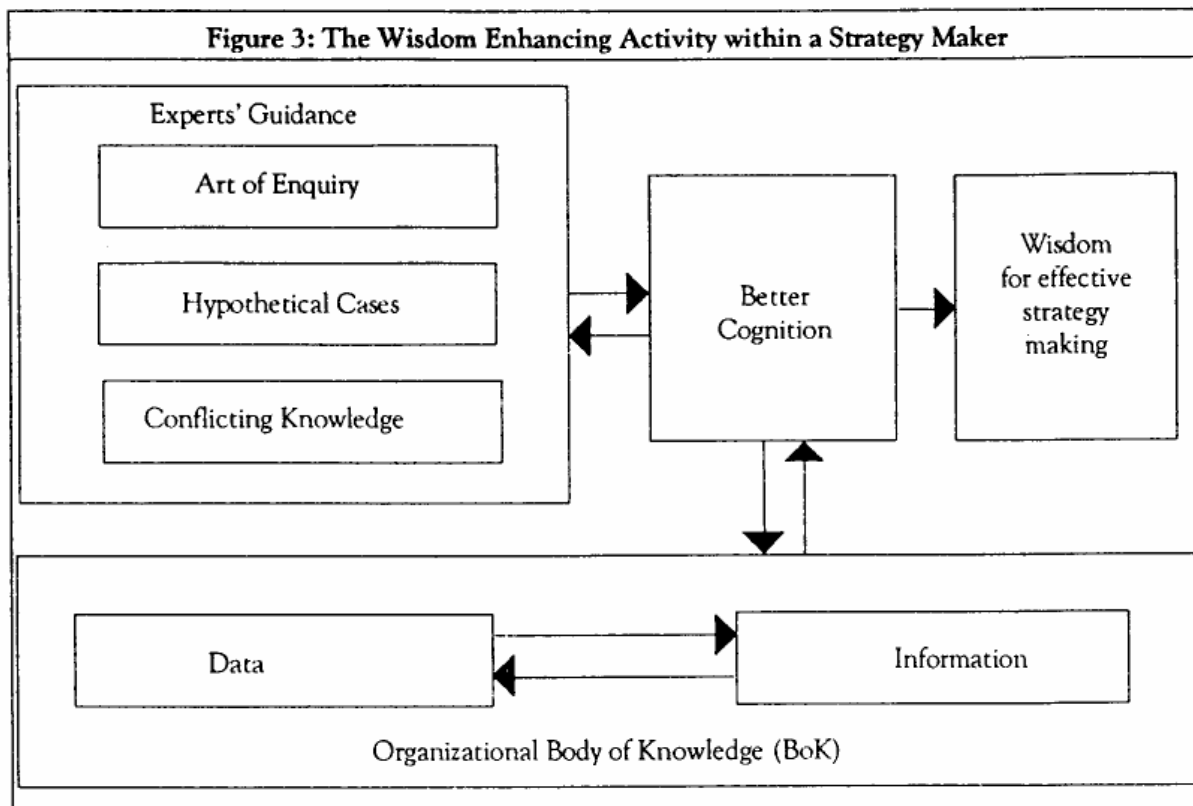 Figure 3: The Wisdom Enhancing Activity within a Strategy Maker
Experts' Guidance
Art of Enquiry
Hypothetical Cases
Conflicting Knowledge
Better
Cognition
Wisdom
for effective
strategy
making
Data
Information
Organizational Body of Knowledge (BoK)